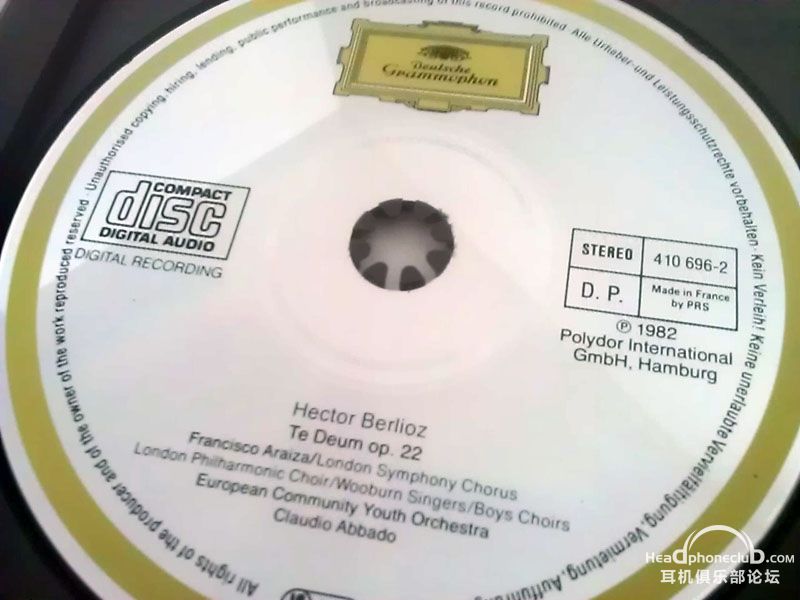 All rights of the producer and of the owner of the work reproduced reserved · Unauthorised copying, hiring, lending, public performance and broadcasting of this record prohibited · Alle Urheber- und Leistungsschutzrechte vorbehalten · Kein Verleih! Keine unerlaubte Vervielfältigung, Vermietung, Aufführung
Deutsche
Grammophon
COMPACT
disc
DIGITAL AUDIO
DIGITAL RECORDING
STEREO
410 696-2
D. P.
Made in France
by PRS
℗ 1982
Polydor International
GmbH, Hamburg
Hector Berlioz
Te Deum op. 22
Francisco Araiza/London Symphony Chorus
London Philharmonic Choir/Wooburn Singers/Boys Choirs
European Community Youth Orchestra
Claudio Abbado
Headphoneclub.com
耳机俱乐部论坛